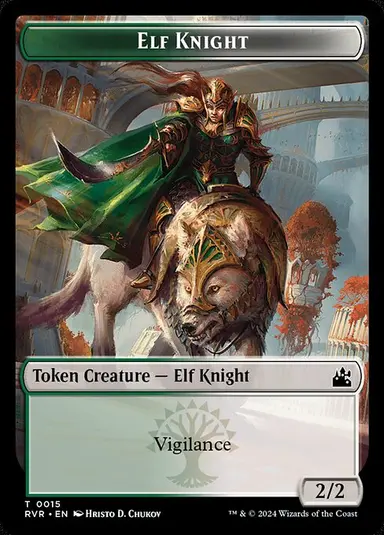 Elf Knight
Token Creature — Elf Knight
Vigilance
2/2
T 0015
RVR • EN Hristo D. Chukov
™ & © 2024 Wizards of the Coast